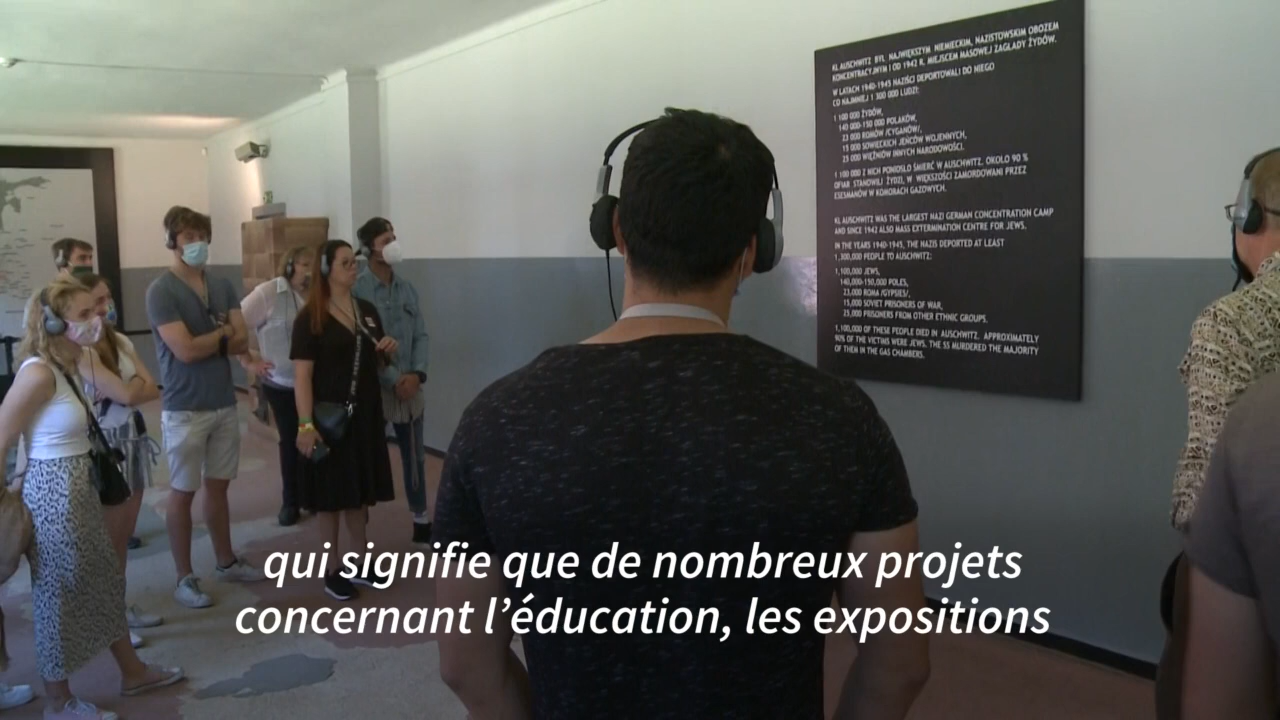 KL AUSCHWITZ BYŁ NAJWIĘKSZYM NIEMIECKIM, NAZISTOWSKIM OBOZEM
KONCENTRACYJNYM I OD 1942 R. MIEJSCEM MASOWEJ ZAGŁADY ŻYDÓW.
W LATACH 1940-1945 NAZIŚCI DEPORTOWALI DO NIEGO
CO NAJMNIEJ 1 300 000 LUDZI:
1 100 000 ŻYDÓW,
140 000-150 000 POLAKÓW,
23 000 ROMÓW /CYGANÓW/,
15 000 SOWIECKICH JEŃCÓW WOJENNYCH,
25 000 WIĘŹNIÓW INNYCH NARODOWOŚCI.
1 100 000 Z NICH PONIOSŁO ŚMIERĆ W AUSCHWITZ. OKOŁO 90 %
OFIAR STANOWILI ŻYDZI, W WIĘKSZOŚCI ZAMORDOWANI PRZEZ
ESESMANÓW W KOMORACH GAZOWYCH.
KL AUSCHWITZ WAS THE LARGEST NAZI GERMAN CONCENTRATION CAMP
AND SINCE 1942 ALSO MASS EXTERMINATION CENTRE FOR JEWS.
IN THE YEARS 1940-1945, THE NAZIS DEPORTED AT LEAST
1,300,000 PEOPLE TO AUSCHWITZ:
1,100,000 JEWS,
140,000-150,000 POLES,
23,000 ROMA /GYPSIES/,
15,000 SOVIET PRISONERS OF WAR,
25,000 PRISONERS FROM OTHER ETHNIC GROUPS.
1,100,000 OF THESE PEOPLE DIED IN AUSCHWITZ. APPROXIMATELY
90% OF THE VICTIMS WERE JEWS. THE SS MURDERED THE MAJORITY
OF THEM IN THE GAS CHAMBERS.
qui signifie que de nombreux projets
concernant l'éducation, les expositions